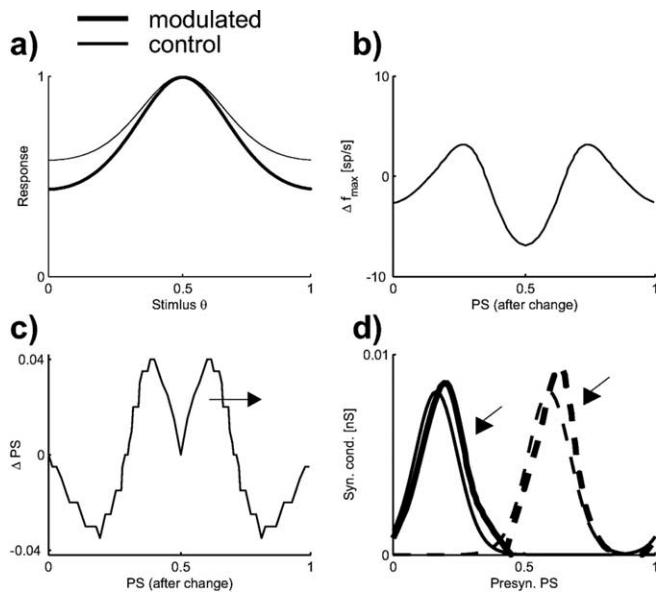 modulated
control
a)
1
Response
0
0
0.5
1
Stimlus θ
b)
10
Δ fmax [sp/s]
0
-10
0
0.5
1
PS (after change)
c)
0.04
Δ PS
0
-0.04
0
0.5
1
PS (after change)
d)
0.01
Syn. cond. [nS]
0
0
0.5
1
Presyn. PS